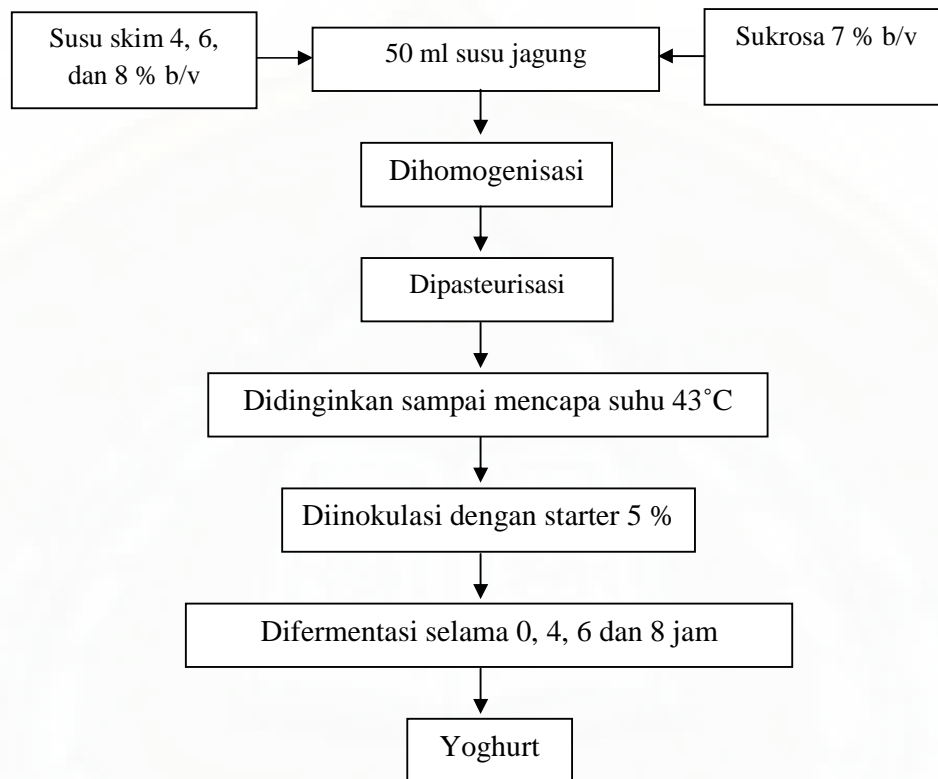 Susu skim 4, 6,
dan 8 % b/v
50 ml susu jagung
Sukrosa 7 % b/v
Dihomogenisasi
Dipasteurisasi
Didinginkan sampai mencapa suhu 43˚C
Diinokulasi dengan starter 5 %
Difermentasi selama 0, 4, 6 dan 8 jam
Yoghurt